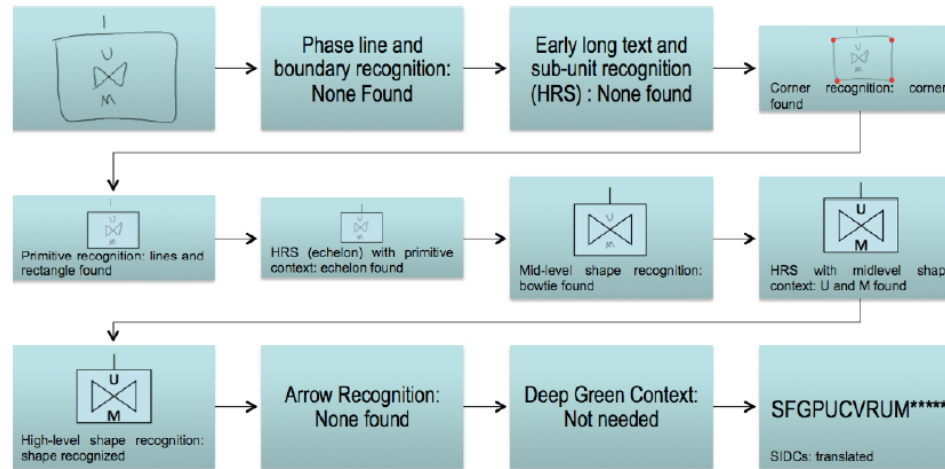 U
M
Phase line and
boundary recognition:
None Found
Early long text and
sub-unit recognition
(HRS) : None found
U
M
Corner recognition: corner
found
U
M
Primitive recognition: lines and
rectangle found
U
M
HRS (echelon) with primitive
context: echelon found
U
M
Mid-level shape recognition:
bowtie found
U
M
HRS with midlevel shap
context: U and M found
U
M
High-level shape recognition:
shape recognized
Arrow Recognition:
None found
Deep Green Context:
Not needed
SFGPUCVRUM*****
SIDCs: translated